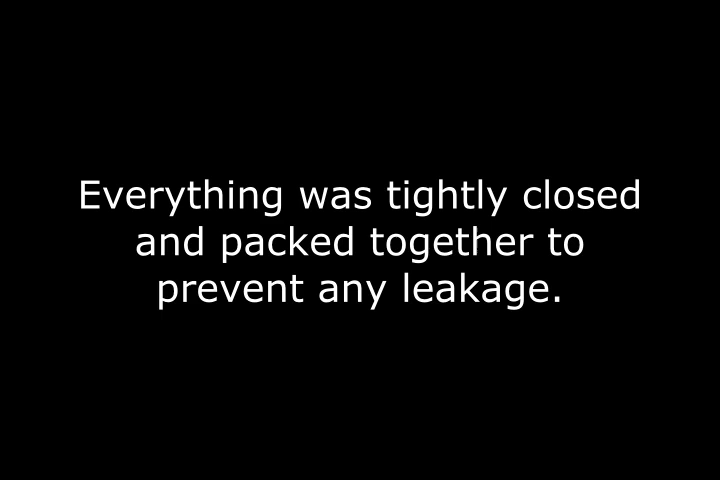 Everything was tightly closed
and packed together to
prevent any leakage.